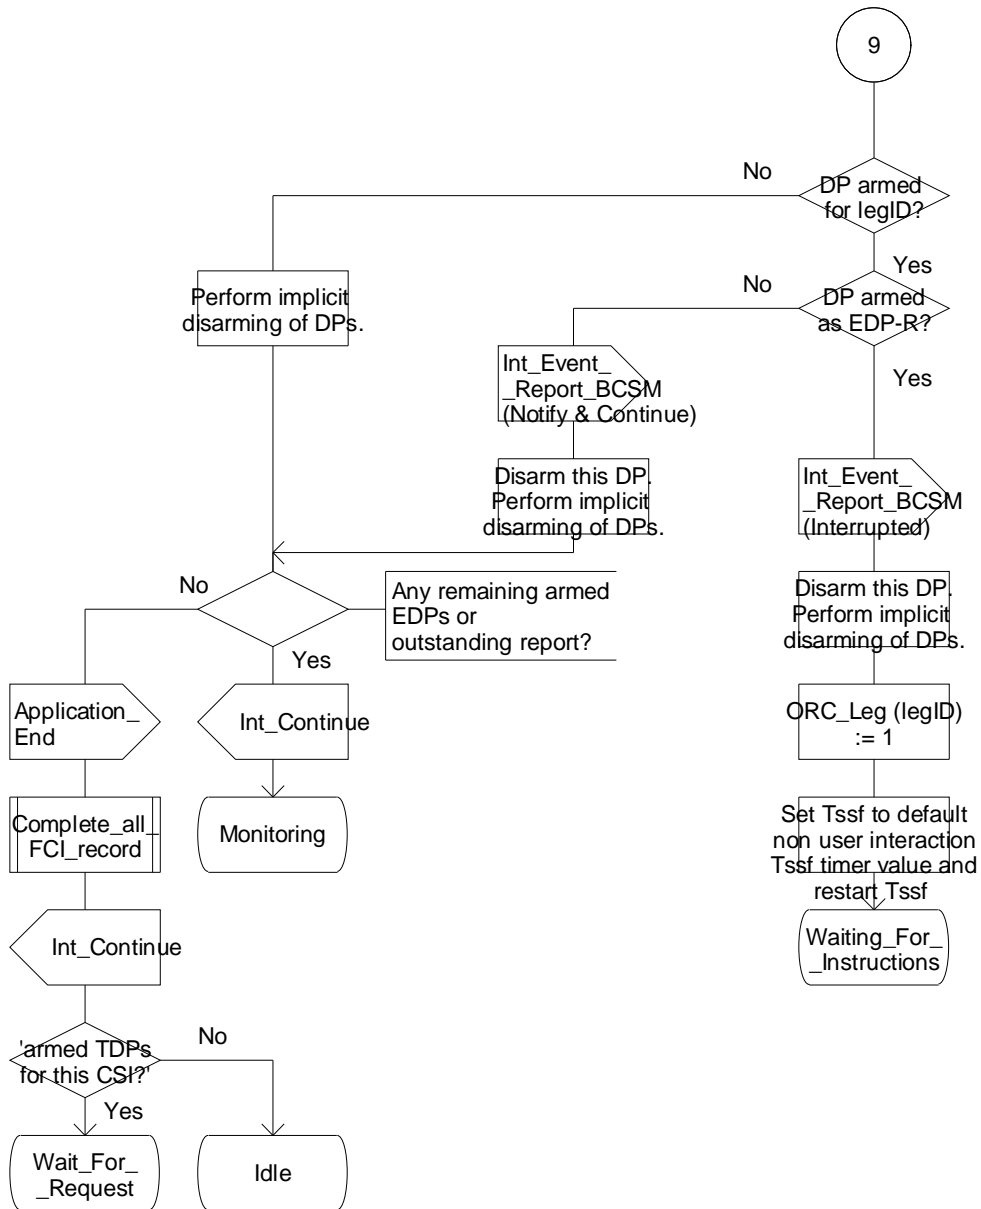 9
No
DP armed
for legID?
Yes
Perform implicit
disarming of DPs.
No
DP armed
as EDP-R?
Yes
Int_Event_
_Report_BCSM
(Notify & Continue)
Disarm this DP.
Perform implicit
disarming of DPs.
Int_Event_
_Report_BCSM
(Interrupted)
No
Any remaining armed
EDPs or
outstanding report?
Yes
Disarm this DP.
Perform implicit
disarming of DPs.
Application_
End
Int_Continue
ORC_Leg (legID)
:= 1
Complete_all_
FCI_record
Monitoring
Set Tssf to default
non user interaction
Tssf timer value and
restart Tssf
Int_Continue
Waiting_For_
_Instructions
'armed TDPs
for this CSI?'
No
Yes
Wait_For_
_Request
Idle